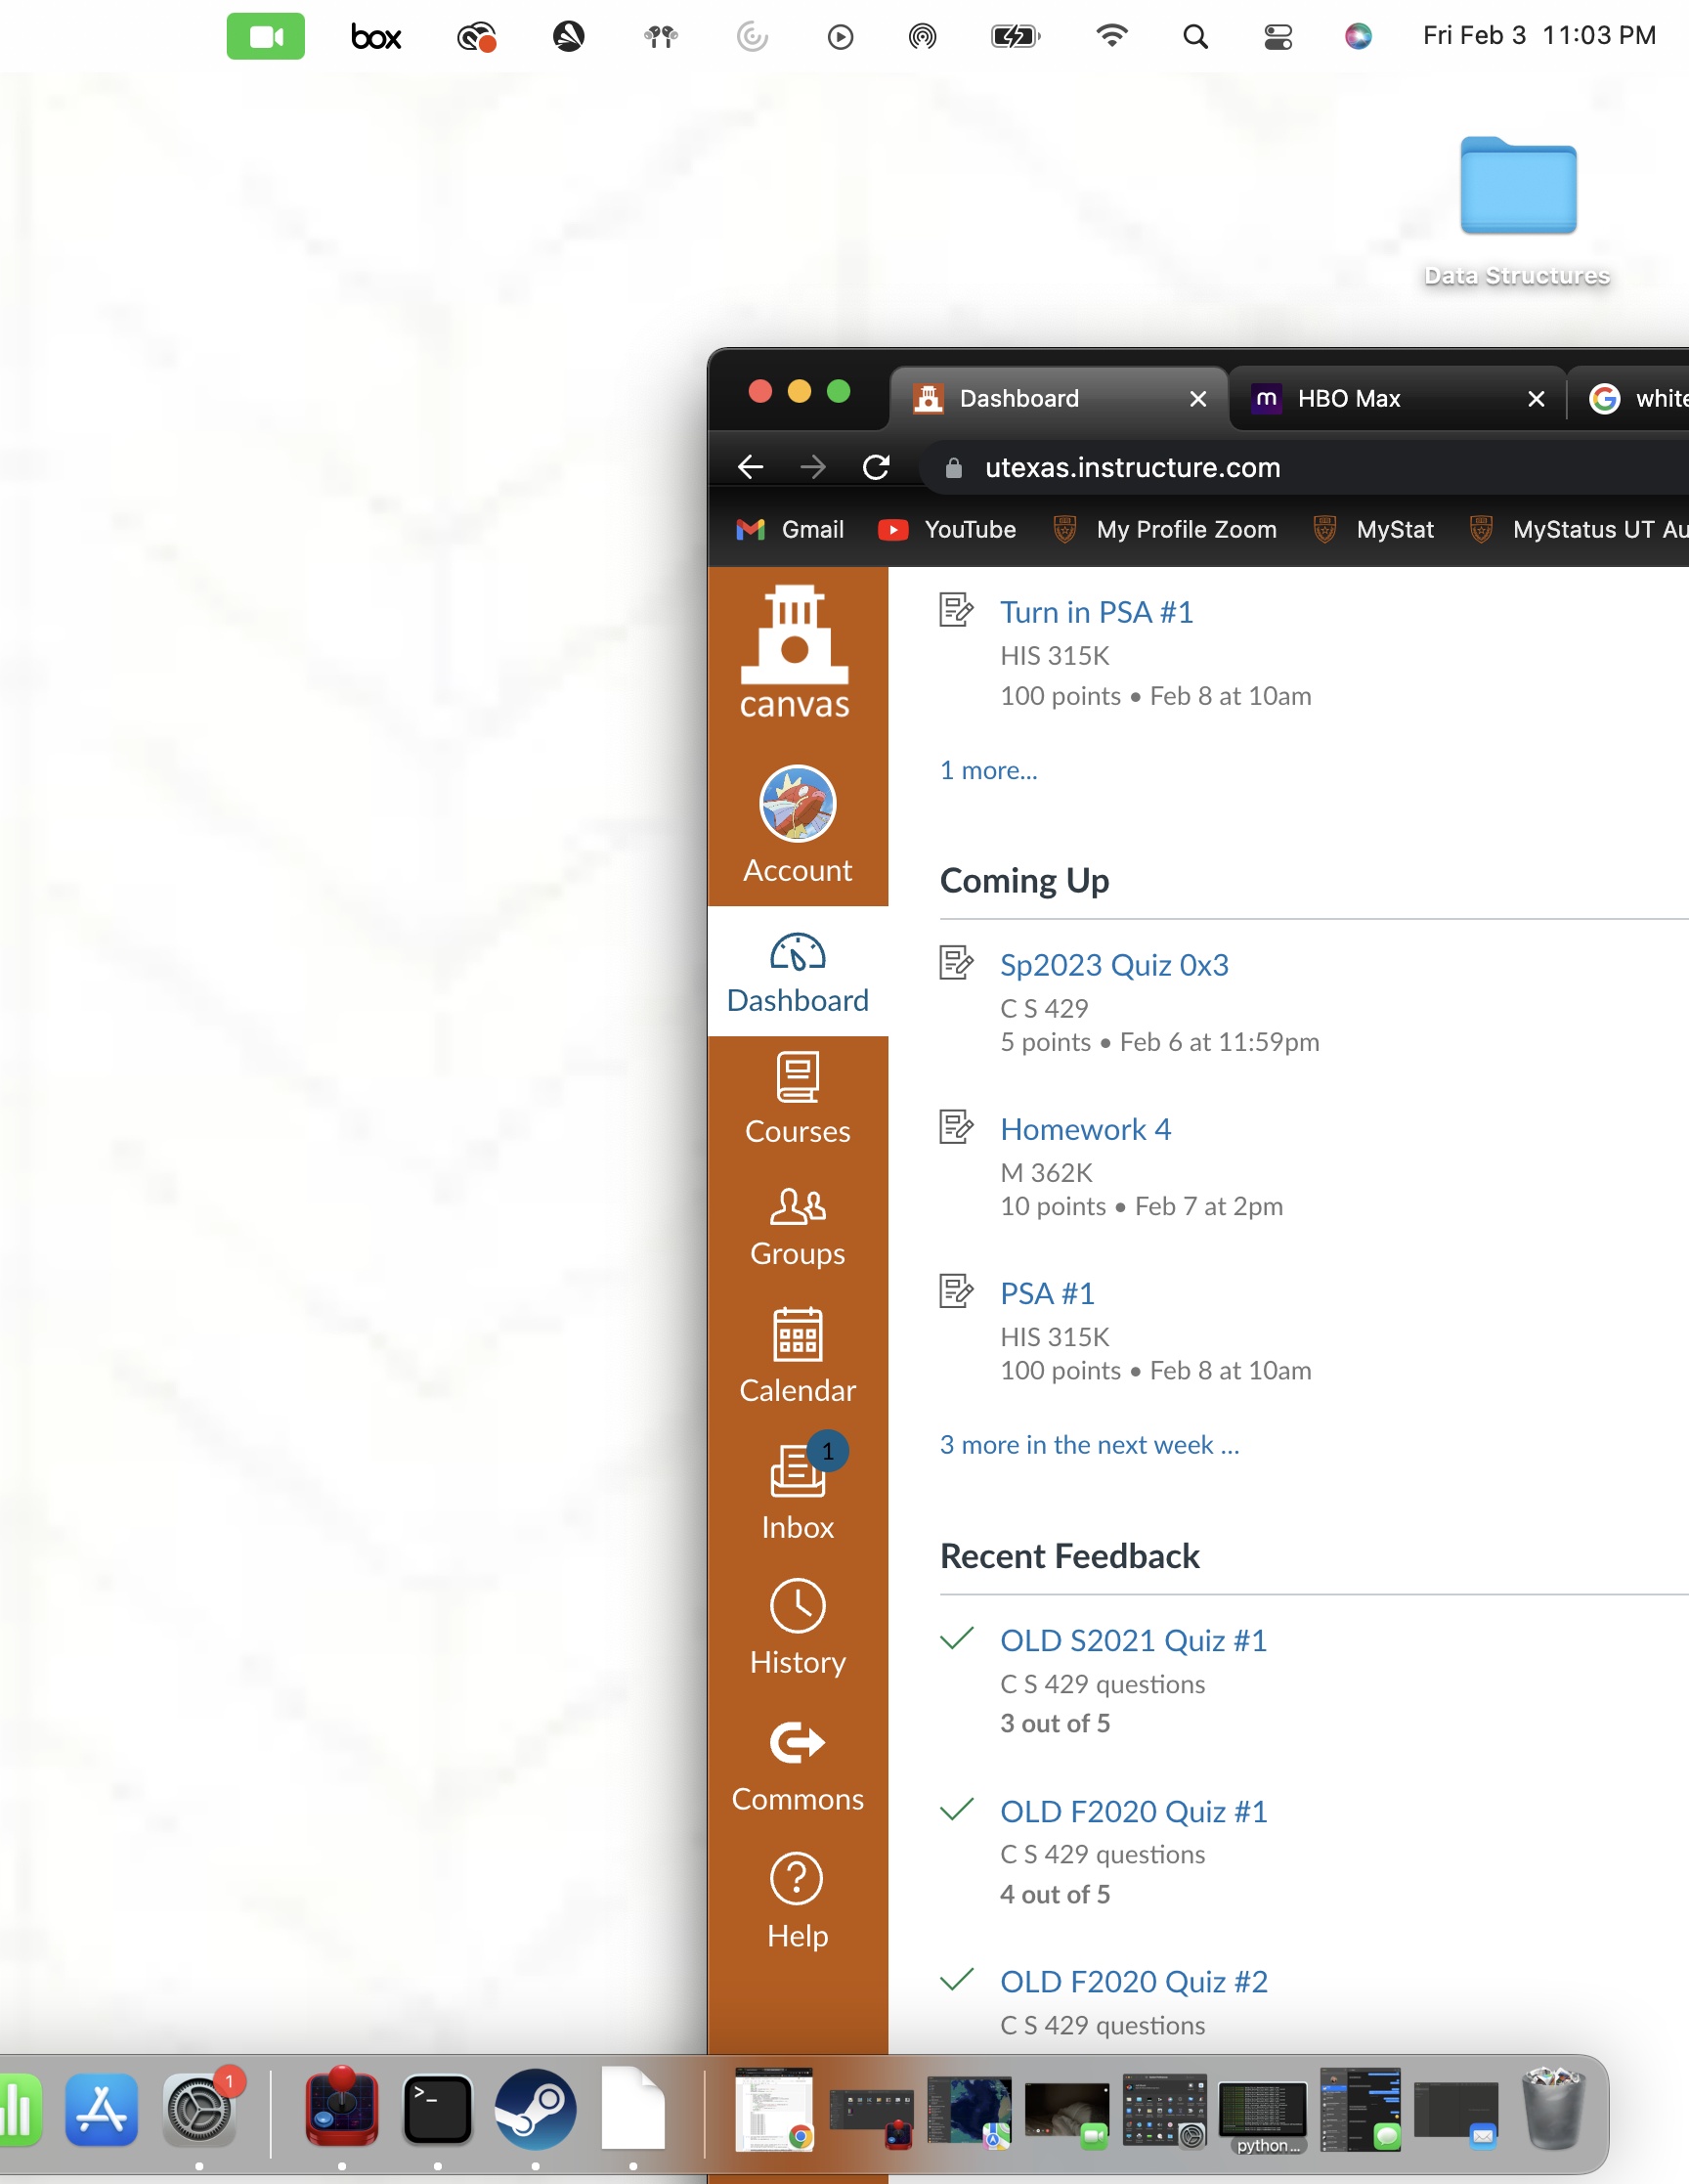 box
Fri Feb 3 11:03 PM
Data Structures
Dashboard
HBO Max
utexas.instructure.com
Gmail
YouTube
My Profile Zoom
MyStat
MyStatus UT
canvas
Account
Dashboard
Courses
Groups
Calendar
1
Inbox
History
Commons
Help
Turn in PSA #1
HIS 315K
100 points • Feb 8 at 10am
1 more...
Coming Up
Sp2023 Quiz 0x3
C S 429
5 points • Feb 6 at 11:59pm
Homework 4
M 362K
10 points • Feb 7 at 2pm
PSA #1
HIS 315K
100 points • Feb 8 at 10am
3 more in the next week ...
Recent Feedback
OLD S2021 Quiz #1
C S 429 questions
3 out of 5
OLD F2020 Quiz #1
C S 429 questions
4 out of 5
OLD F2020 Quiz #2
C S 429 questions
1
>_
python...